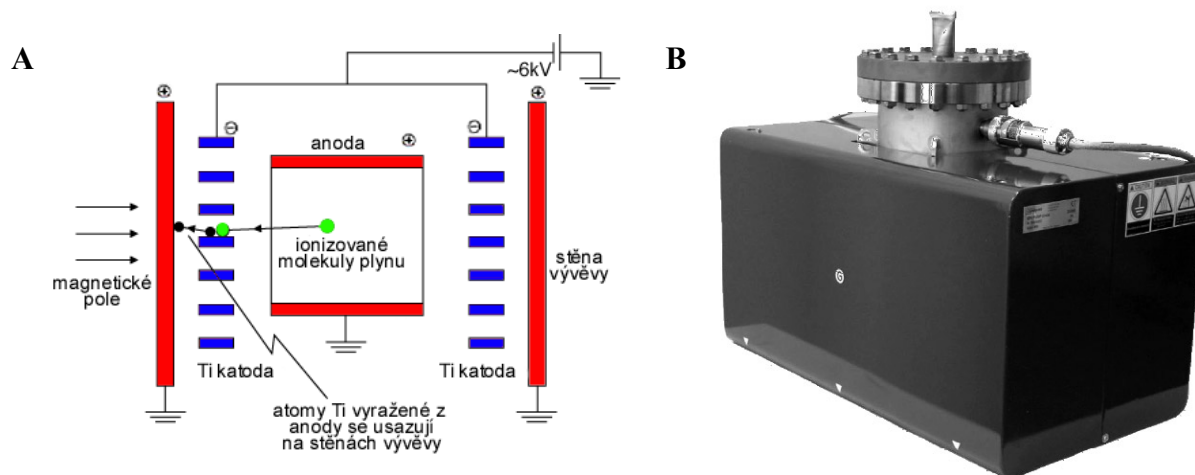 A
~6kV
anoda
ionizované
molekuly plynu
magnetické
pole
stěna
vývěvy
Ti katoda
Ti katoda
atomy Ti vyražené z
anody se usazují
na stěnách vývěvy
B